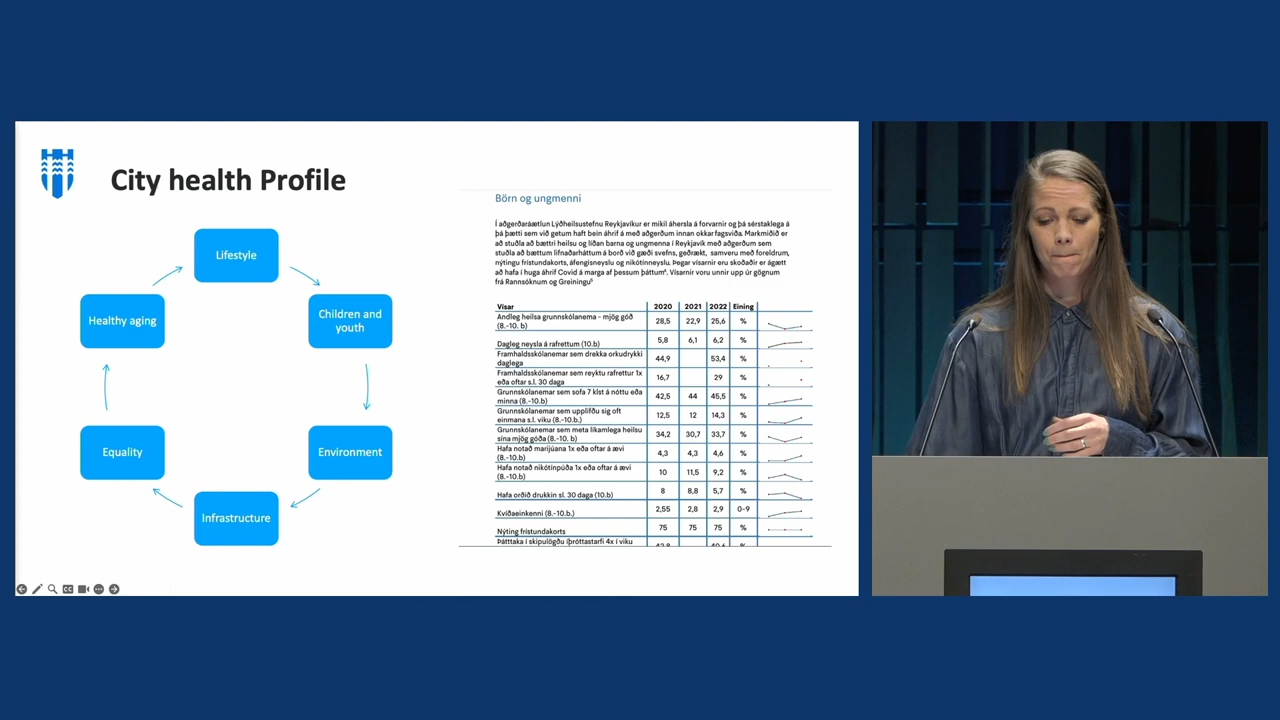 City health Profile
Lifestyle
Children and
youth
Environment
Infrastructure
Equality
Healthy aging
Börn og ungmenni
Í aðgerðaráætlun Lýðheilsustefnu Reykjavíkur er mikil áhersla á forvarnir og þá sérstaklega á
þá þætti sem við getum haft bein áhrif á með aðgerðum innan okkar fagsviða. Markmiðið er
að stuðla að bættri heilsu og líðan barna og ungmenna í Reykjavík með aðgerðum sem
stuðla að bættum lifnaðarháttum á borð við gæði svefns, geðrækt, samveru með foreldrum,
nýtingu frístundakorts, áfengisneyslu og nikótínneyslu. Þegar vísarnir eru skoðaðir er ágætt
að hafa í huga áhrif Covid á marga af þessum þáttum⁴. Vísarnir voru unnir upp úr gögnum
frá Rannsóknum og Greiningu⁵
Vísar 2020 2021 2022 Eining
Andleg heilsa grunnskólanema - mjög góð
(8.-10. b) 28,5 22,9 25,6 %
Dagleg neysla á rafrettum (10.b) 5,8 6,1 6,2 %
Framhaldsskólanemar sem drekka orkudrykki
daglega 44,9 53,4 %
Framhaldsskólanemar sem reyktu rafrettur 1x
eða oftar s.l. 30 daga 16,7 29 %
Grunnskólanemar sem sofa 7 klst á nóttu eða
minna (8.-10.b) 42,5 44 45,5 %
Grunnskólanemar sem upplifðu sig oft
einmana s.l. viku (8.-10.b.) 12,5 12 14,3 %
Grunnskólanemar sem meta líkamlega heilsu
sína mjög góða (8.-10. b) 34,2 30,7 33,7 %
Hafa notað marijúana 1x eða oftar á ævi
(8.-10.b) 4,3 4,3 4,6 %
Hafa notað nikótínpúða 1x eða oftar á ævi
(8.-10.b) 10 11,5 9,2 %
Hafa orðið drukkin sl. 30 daga (10.b) 8 8,8 5,7 %
Kvíðaeinkenni (8.-10.b.) 2,55 2,8 2,9 0-9
Nýting frístundakorts 75 75 75 %
Þátttaka í skipulögðu íþróttastarfi 4x í viku